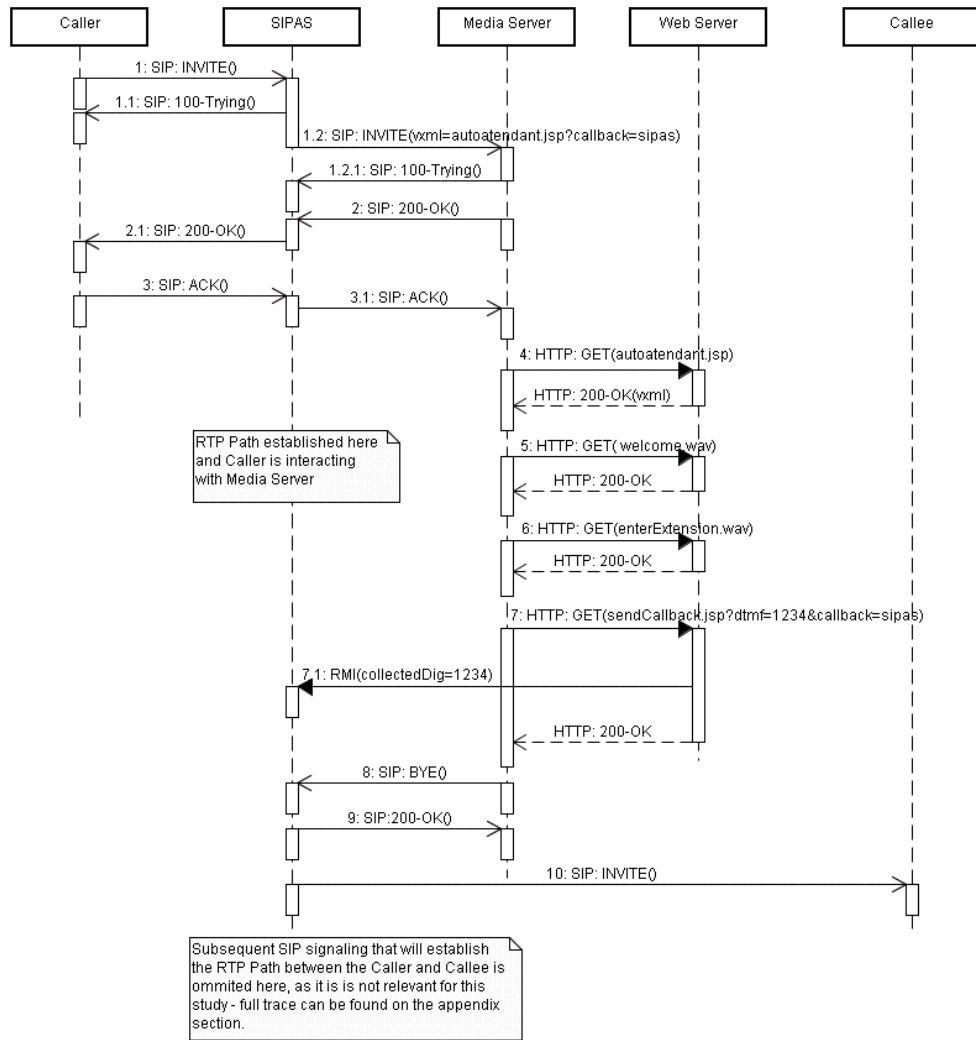 Caller
SIPAS
Media Server
Web Server
Callee
1: SIP: INVITE()
1.1: SIP: 100-Trying()
1.2: SIP: INVITE(vxml=autoatendant.jsp?callback=sipas)
1.2.1: SIP: 100-Trying()
2: SIP: 200-OK()
2.1: SIP: 200-OK()
3: SIP: ACK()
3.1: SIP: ACK()
4: HTTP: GET(autoatendant.jsp)
HTTP: 200-OK(vxml)
RTP Path established here
and Caller is interacting
with Media Server
5: HTTP: GET( welcome.wav)
HTTP: 200-OK
6: HTTP: GET(enterExtension.wav)
HTTP: 200-OK
7: HTTP: GET(sendCallback.jsp?dtmf=1234&callback=sipas)
7.1: RMI(collectedDig=1234)
HTTP: 200-OK
8: SIP: BYE()
9: SIP:200-OK()
10: SIP: INVITE()
Subsequent SIP signaling that will establish
the RTP Path between the Caller and Callee is
ommited here, as it is is not relevant for this
study - full trace can be found on the appendix
section.